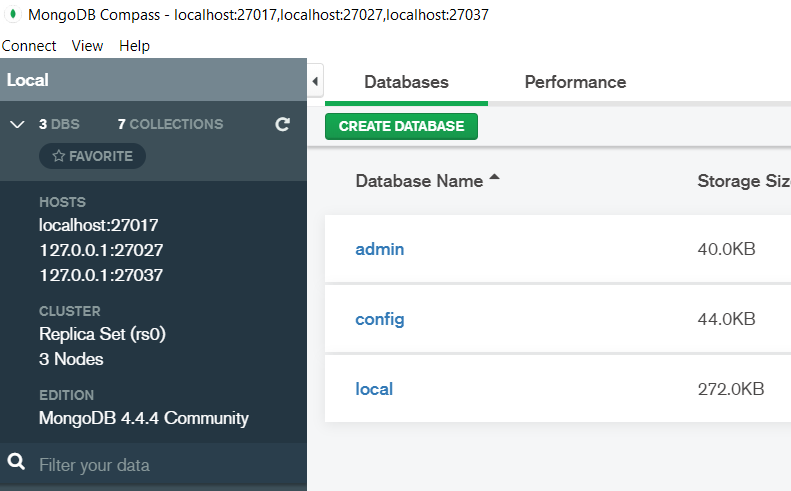 MongoDB Compass - localhost:27017,localhost:27027,localhost:27037
Connect View Help
Local
3 DBS 7 COLLECTIONS
FAVORITE
HOSTS
localhost:27017
127.0.0.1:27027
127.0.0.1:27037
CLUSTER
Replica Set (rs0)
3 Nodes
EDITION
MongoDB 4.4.4 Community
Filter your data
Databases Performance
CREATE DATABASE
Database Name Storage Siz
admin 40.0KB
config 44.0KB
local 272.0KB